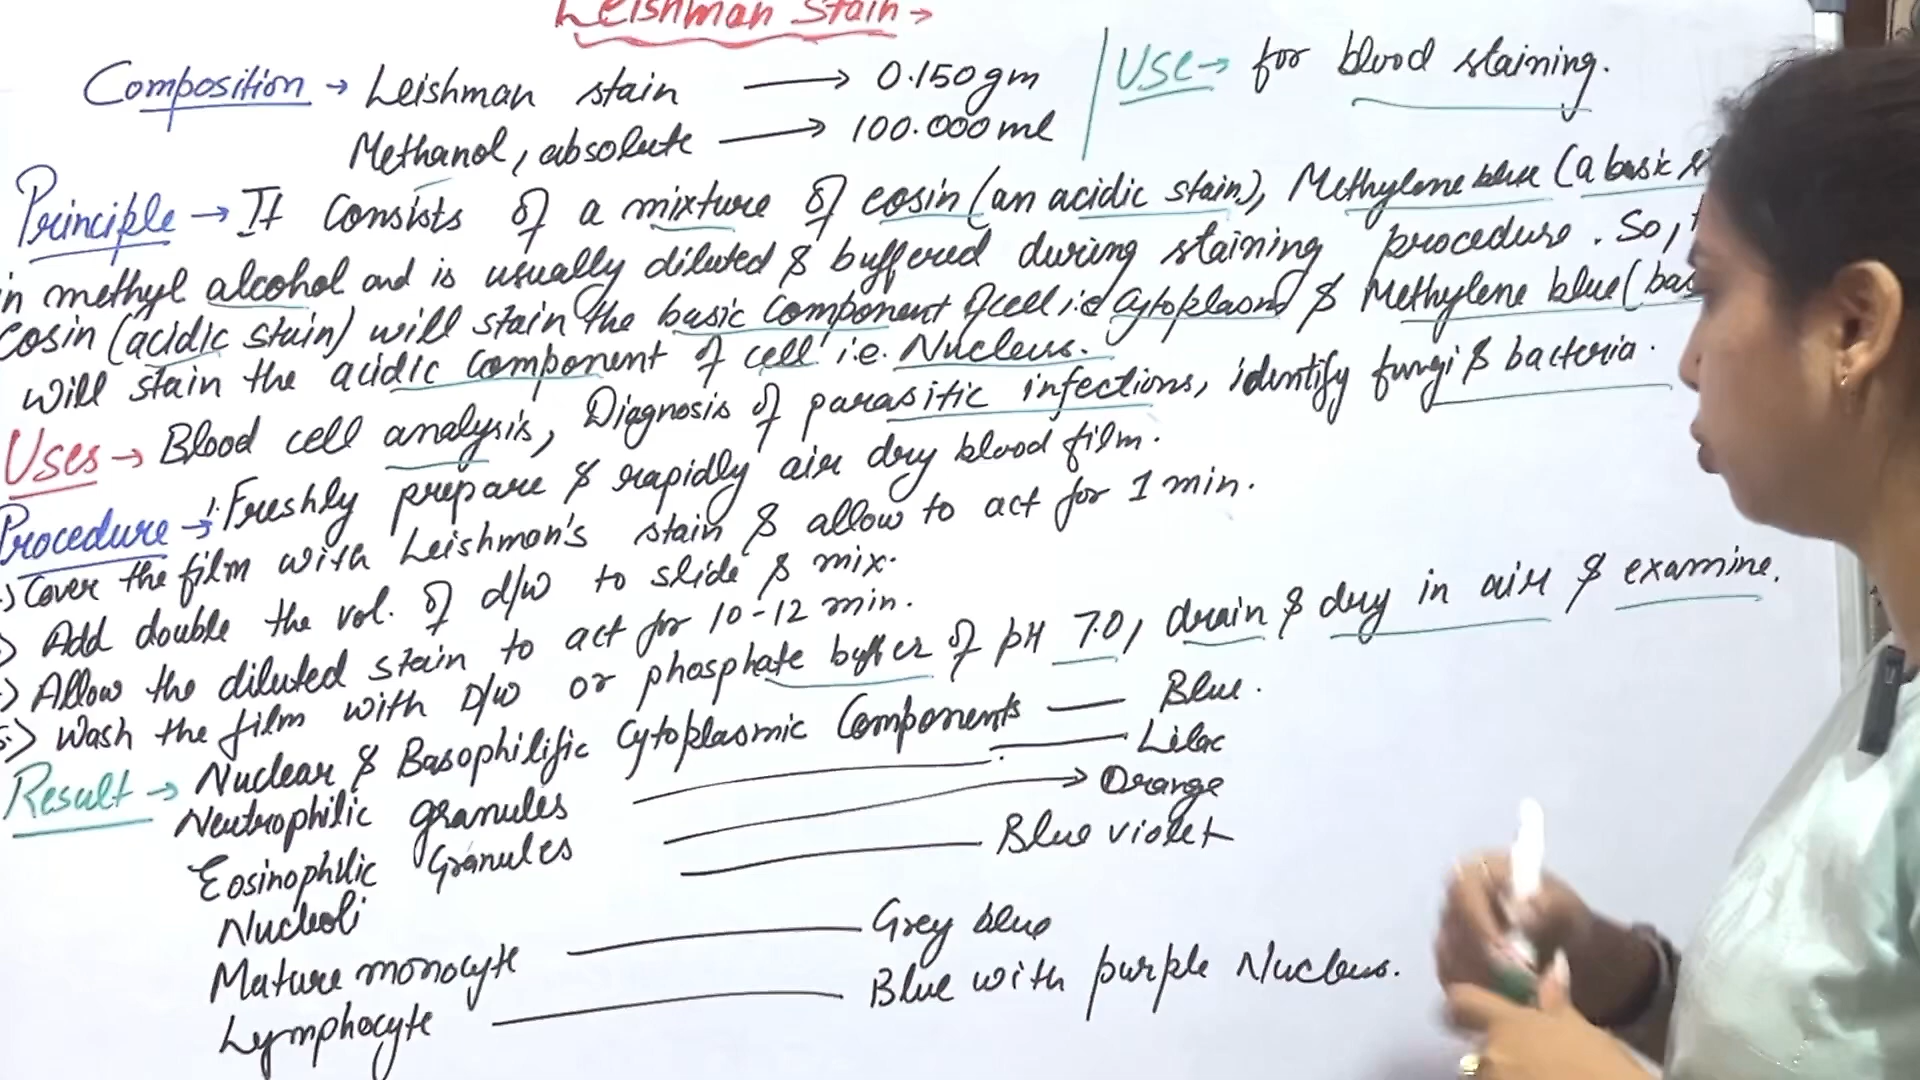 Leishman Stain →
Composition → Leishman stain → 0.150gm
Methanol, absolute → 100.000ml
Use → for blood staining.
Principle → It consists of a mixture of eosin (an acidic stain), Methylene blue (a basic
in methyl alcohol and is usually diluted & buffered during staining procedure. So,
eosin (acidic stain) will stain the basic component of cell i.e cytoplasm & Methylene blue (bas
will stain the acidic component of cell i.e. Nucleus.
Uses → Blood cell analysis, Diagnosis of parasitic infections, identify fungi & bacteria.
Procedure → 1. Freshly prepare & rapidly air dry blood film.
Cover the film with Leishman's stain & allow to act for 1 min.
Add double the vol. of d/w to slide & mix.
Allow the diluted stain to act for 10-12 min.
Wash the film with D/w or phosphate buffer of pH 7.0, drain & dry in air & examine.
Result → Nuclear & Basophilific Cytoplasmic Components — Blue.
Neutrophilic granules — Lilac
Eosinophilic Granules → Orange
Nucleoli — Blue violet
Mature monocyte — Grey blue
Lymphocyte — Blue with purple Nucleus.